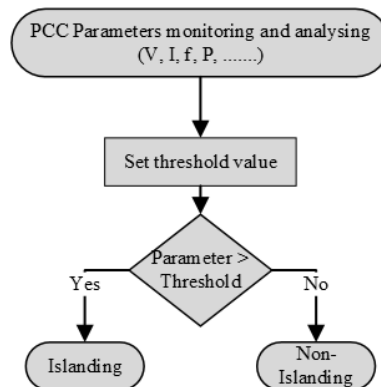 PCC Parameters monitoring and analysing
(V, I, f, P, .......)
Set threshold value
Parameter >
Threshold
Yes
No
Islanding
Non-
Islanding